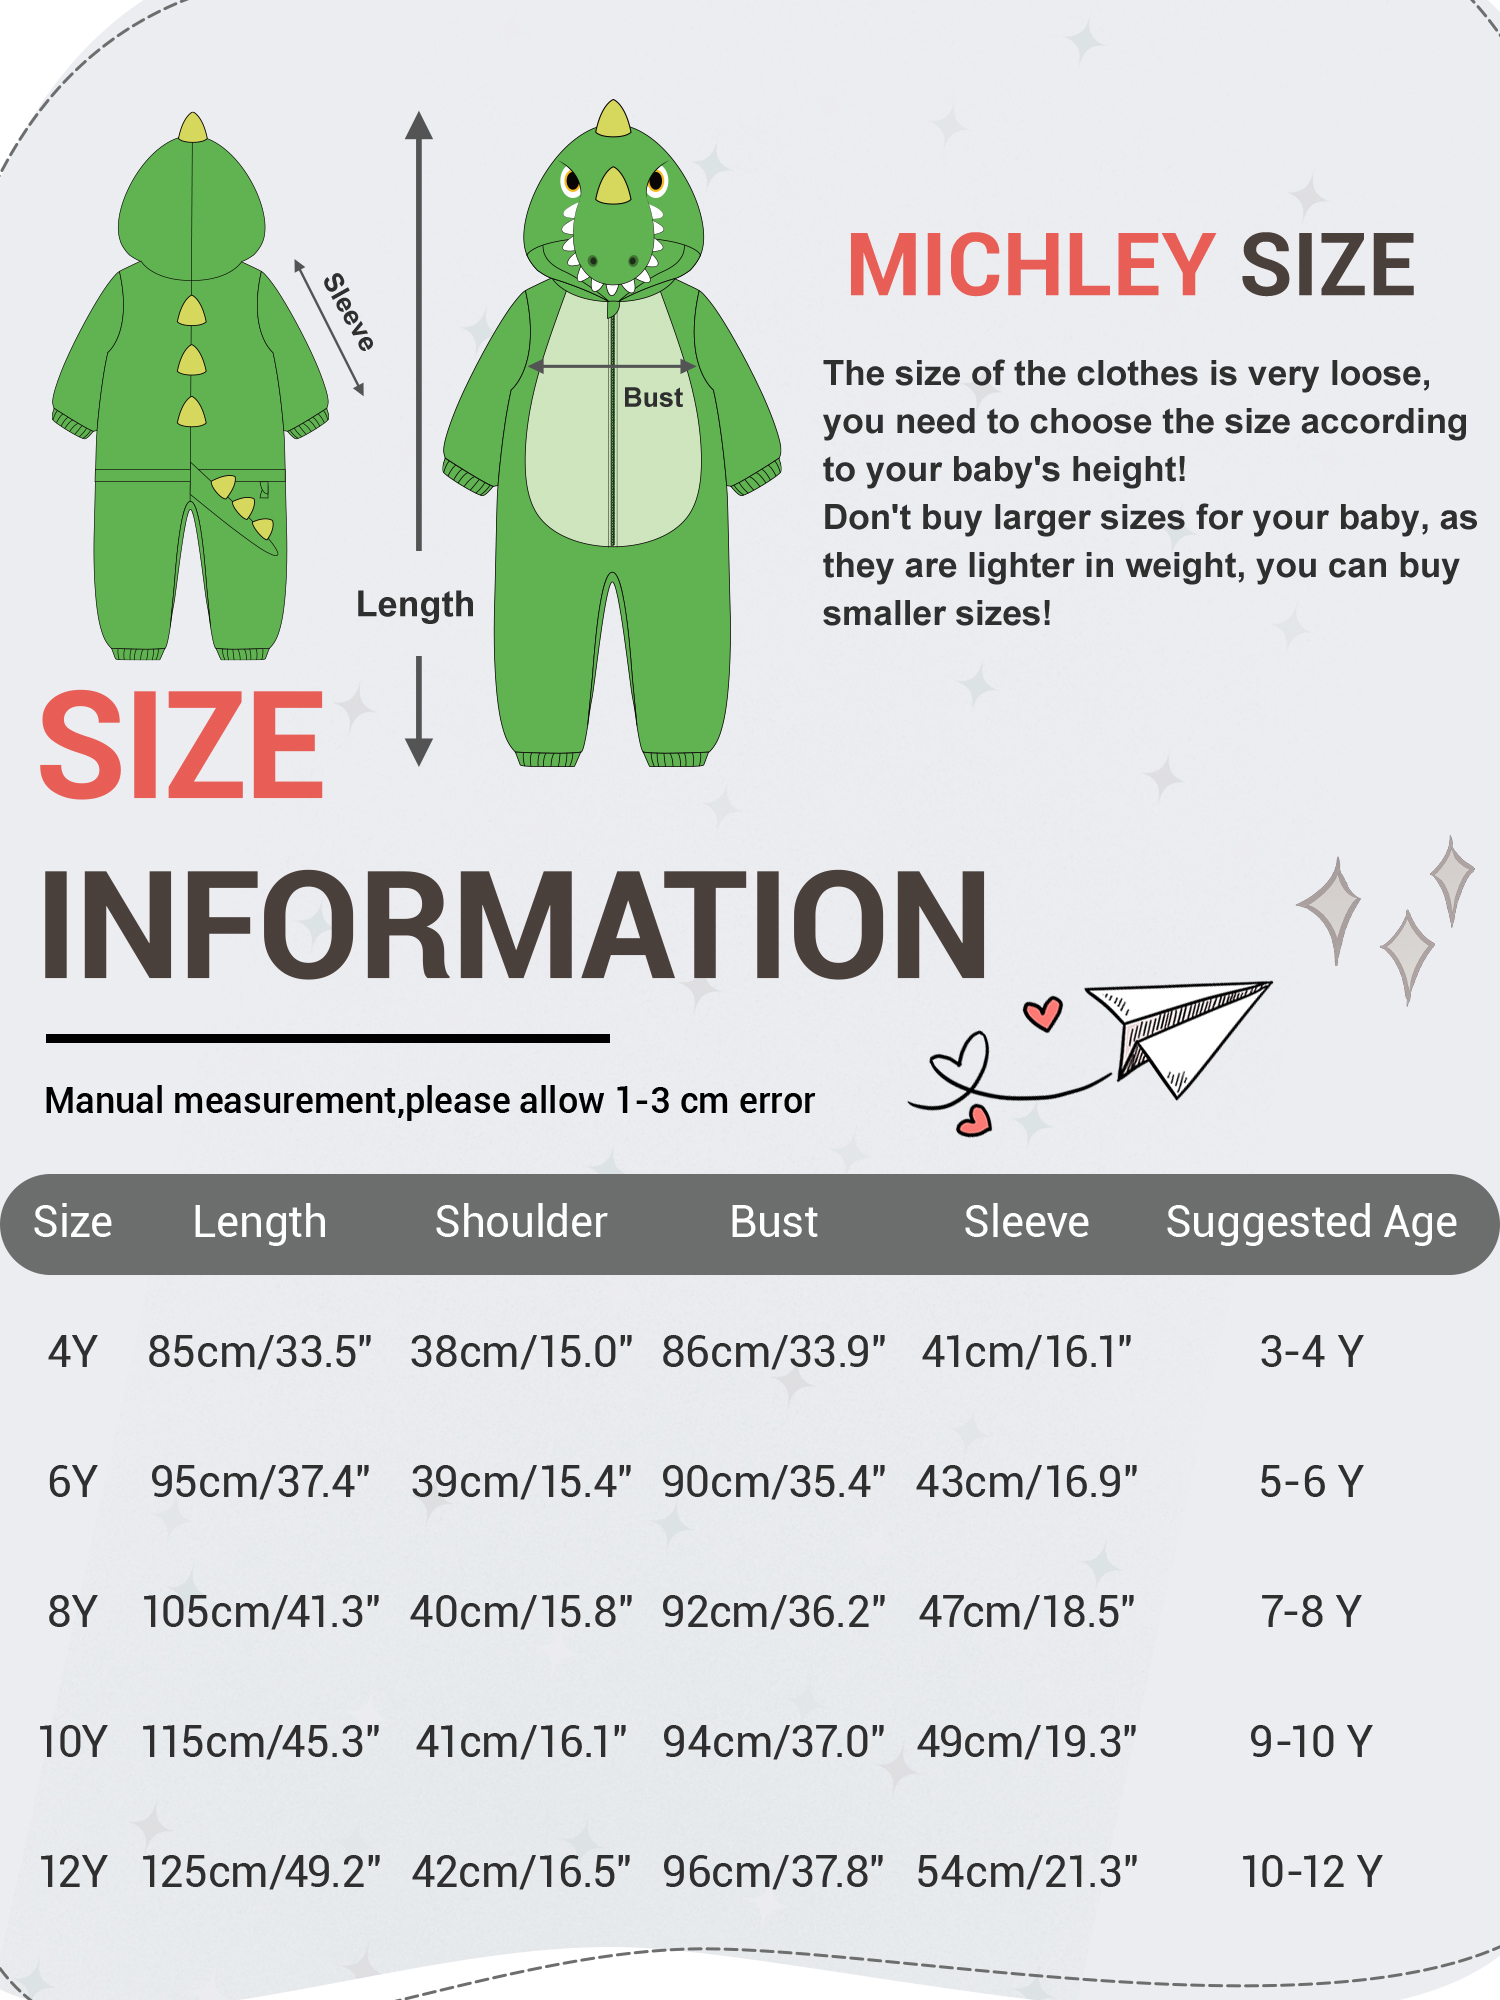 Sleeve
Bust
Length
MICHLEY SIZE
The size of the clothes is very loose,
you need to choose the size according
to your baby's height!
Don't buy larger sizes for your baby, as
they are lighter in weight, you can buy
smaller sizes!
SIZE
INFORMATION
Manual measurement,please allow 1-3 cm error
Size Length Shoulder Bust Sleeve Suggested Age
4Y 85cm/33.5" 38cm/15.0" 86cm/33.9" 41cm/16.1" 3-4 Y
6Y 95cm/37.4" 39cm/15.4" 90cm/35.4" 43cm/16.9" 5-6 Y
8Y 105cm/41.3" 40cm/15.8" 92cm/36.2" 47cm/18.5" 7-8 Y
10Y 115cm/45.3" 41cm/16.1" 94cm/37.0" 49cm/19.3" 9-10 Y
12Y 125cm/49.2" 42cm/16.5" 96cm/37.8" 54cm/21.3" 10-12 Y